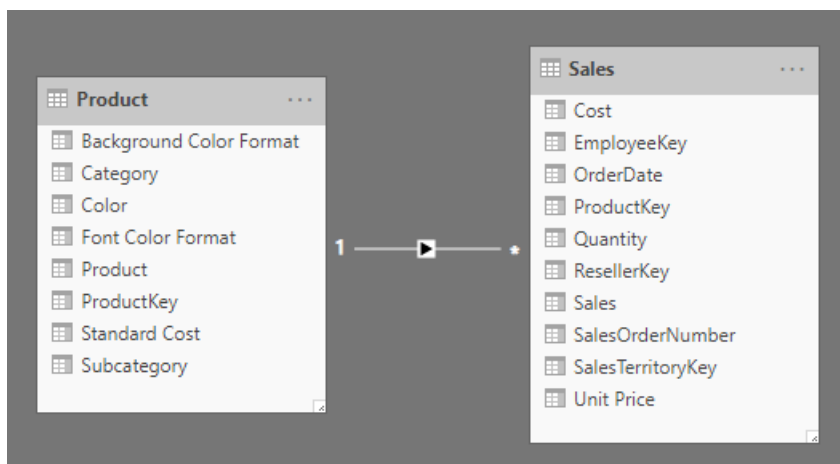 Product
Background Color Format
Category
Color
Font Color Format
Product
ProductKey
Standard Cost
Subcategory
1
*
Sales
Cost
EmployeeKey
OrderDate
ProductKey
Quantity
ResellerKey
Sales
SalesOrderNumber
SalesTerritoryKey
Unit Price